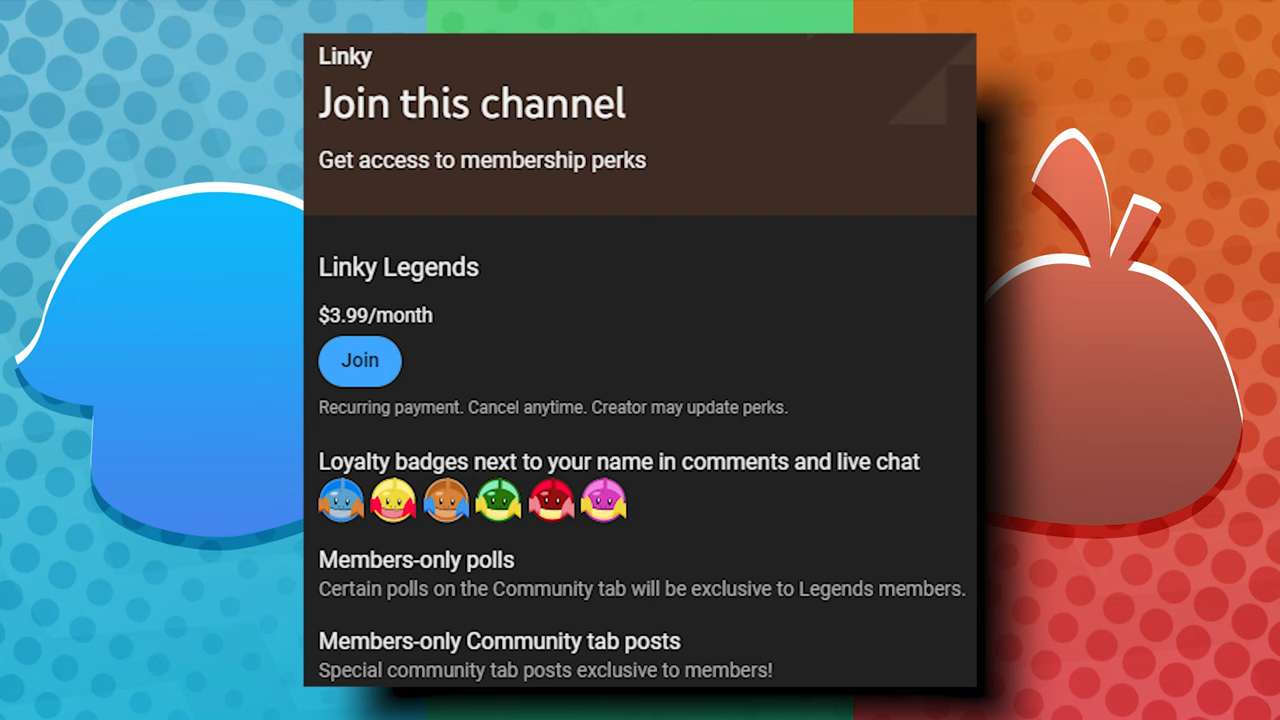 Linky
Join this channel
Get access to membership perks
Linky Legends
$3.99/month
Join
Recurring payment. Cancel anytime. Creator may update perks.
Loyalty badges next to your name in comments and live chat
Members-only polls
Certain polls on the Community tab will be exclusive to Legends members.
Members-only Community tab posts
Special community tab posts exclusive to members!